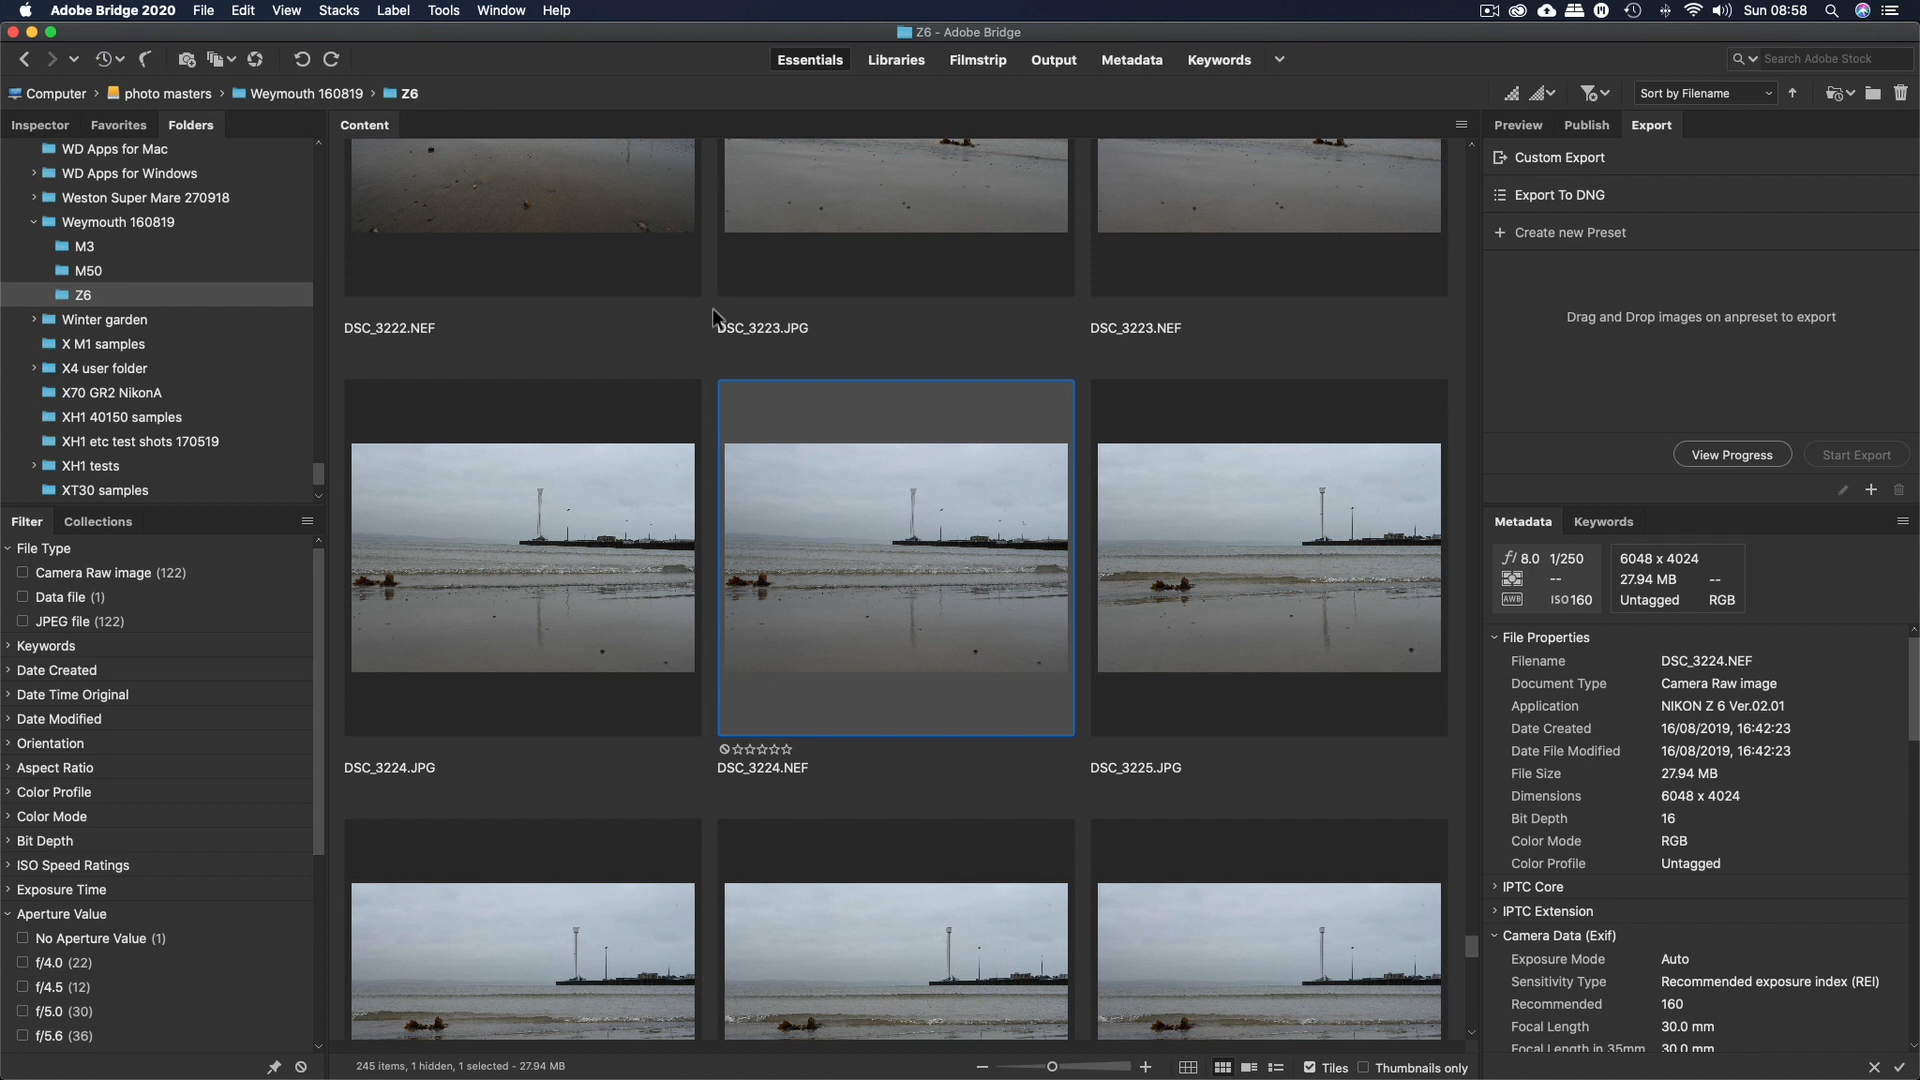 Adobe Bridge 2020 File Edit View Stacks Label Tools Window Help Sun 08:58
Z6 - Adobe Bridge
Essentials Libraries Filmstrip Output Metadata Keywords Search Adobe Stock
Computer photo masters Weymouth 160819 Z6 Sort by Filename
Inspector Favorites Folders
WD Apps for Mac
WD Apps for Windows
Weston Super Mare 270918
Weymouth 160819
M3
M50
Z6
Winter garden
X M1 samples
X4 user folder
X70 GR2 NikonA
XH1 40150 samples
XH1 etc test shots 170519
XH1 tests
XT30 samples
Filter Collections
File Type
Camera Raw image (122)
Data file (1)
JPEG file (122)
Keywords
Date Created
Date Time Original
Date Modified
Orientation
Aspect Ratio
Color Profile
Color Mode
Bit Depth
ISO Speed Ratings
Exposure Time
Aperture Value
No Aperture Value (1)
f/4.0 (22)
f/4.5 (12)
f/5.0 (30)
f/5.6 (36)
Content
DSC_3222.NEF DSC_3223.JPG DSC_3223.NEF
DSC_3224.JPG DSC_3224.NEF DSC_3225.JPG
245 items, 1 hidden, 1 selected - 27.94 MB Tiles Thumbnails only
Preview Publish Export
Custom Export
Export To DNG
Create new Preset
Drag and Drop images on anpreset to export
View Progress Start Export
Metadata Keywords
f/ 8.0 1/250 6048 x 4024
-- 27.94 MB --
AWB ISO160 Untagged RGB
File Properties
Filename DSC_3224.NEF
Document Type Camera Raw image
Application NIKON Z 6 Ver.02.01
Date Created 16/08/2019, 16:42:23
Date File Modified 16/08/2019, 16:42:23
File Size 27.94 MB
Dimensions 6048 x 4024
Bit Depth 16
Color Mode RGB
Color Profile Untagged
IPTC Core
IPTC Extension
Camera Data (Exif)
Exposure Mode Auto
Sensitivity Type Recommended exposure index (REI)
Recommended 160
Focal Length 30.0 mm
Focal Length in 35mm 30.0 mm